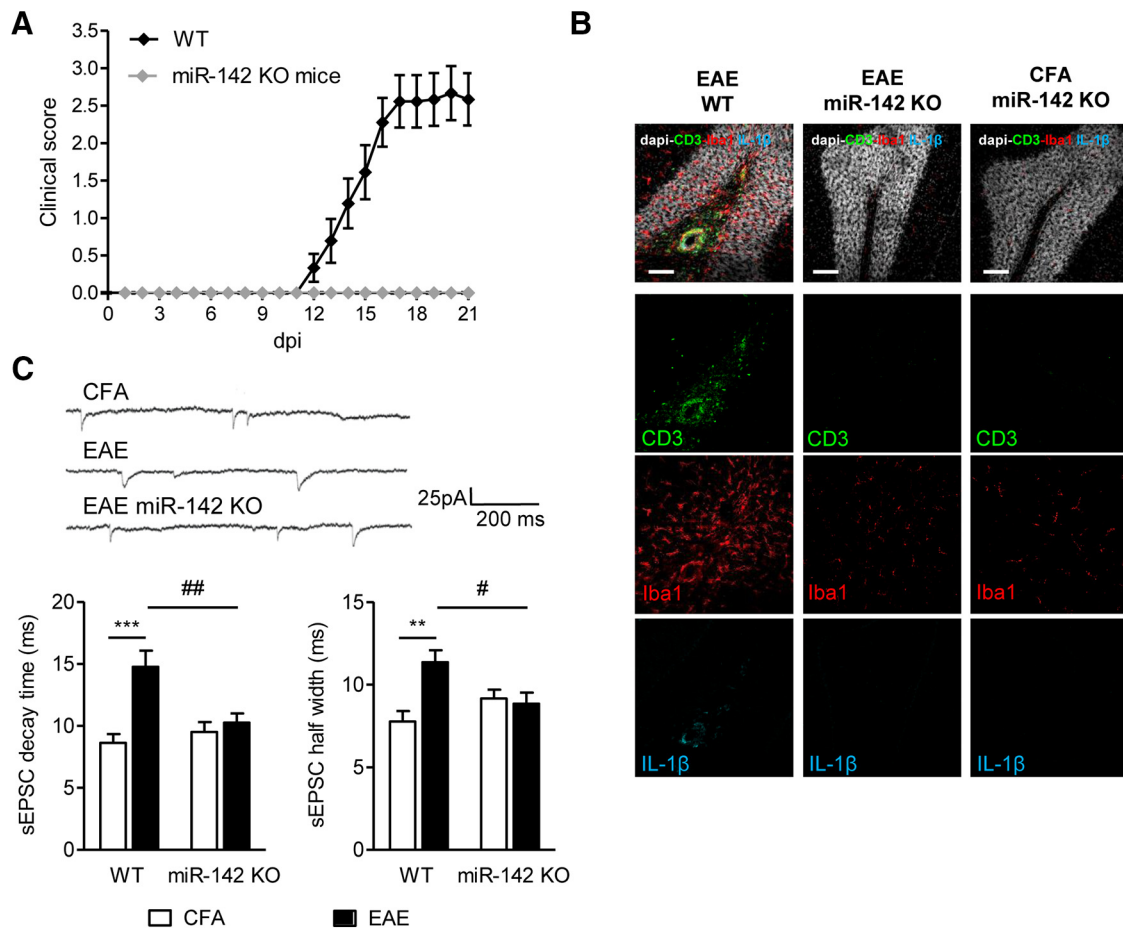 A
3.5
3.0
2.5
2.0
1.5
1.0
0.5
0.0
Clinical score
WT
miR-142 KO mice
0 3 6 9 12 15 18 21
dpi
B
EAE
WT
EAE
miR-142 KO
CFA
miR-142 KO
dapi-CD3-Iba1 IL-1β
dapi-CD3-Iba1 IL-1β
dapi-CD3-Iba1 IL-1β
CD3
CD3
CD3
Iba1
Iba1
Iba1
IL-1β
IL-1β
IL-1β
C
CFA
EAE
EAE miR-142 KO
25pA
200 ms
sEPSC decay time (ms)
20
15
10
5
0
***
##
WT miR-142 KO
sEPSC half width (ms)
15
10
5
0
**
#
WT miR-142 KO
CFA
EAE